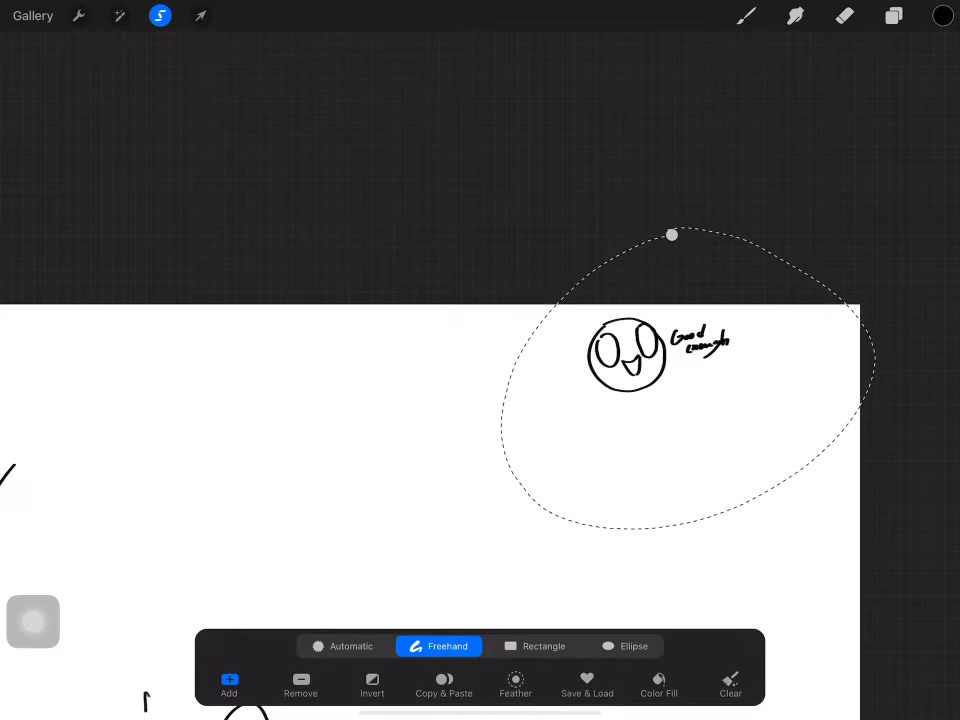 Gallery
Good
enough
Automatic
Freehand
Rectangle
Ellipse
Add
Remove
Invert
Copy & Paste
Feather
Save & Load
Color Fill
Clear